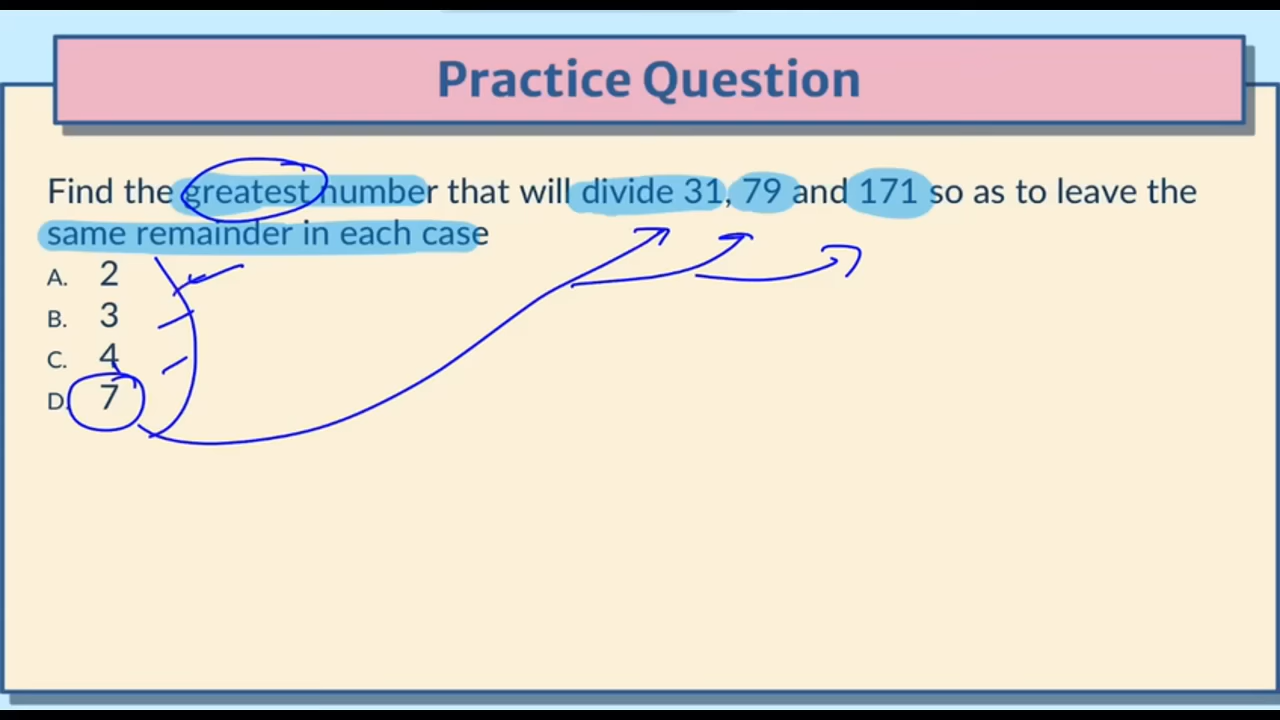 Practice Question
Find the greatest number that will divide 31, 79 and 171 so as to leave the
same remainder in each case
A. 2
B. 3
C. 4
D. 7